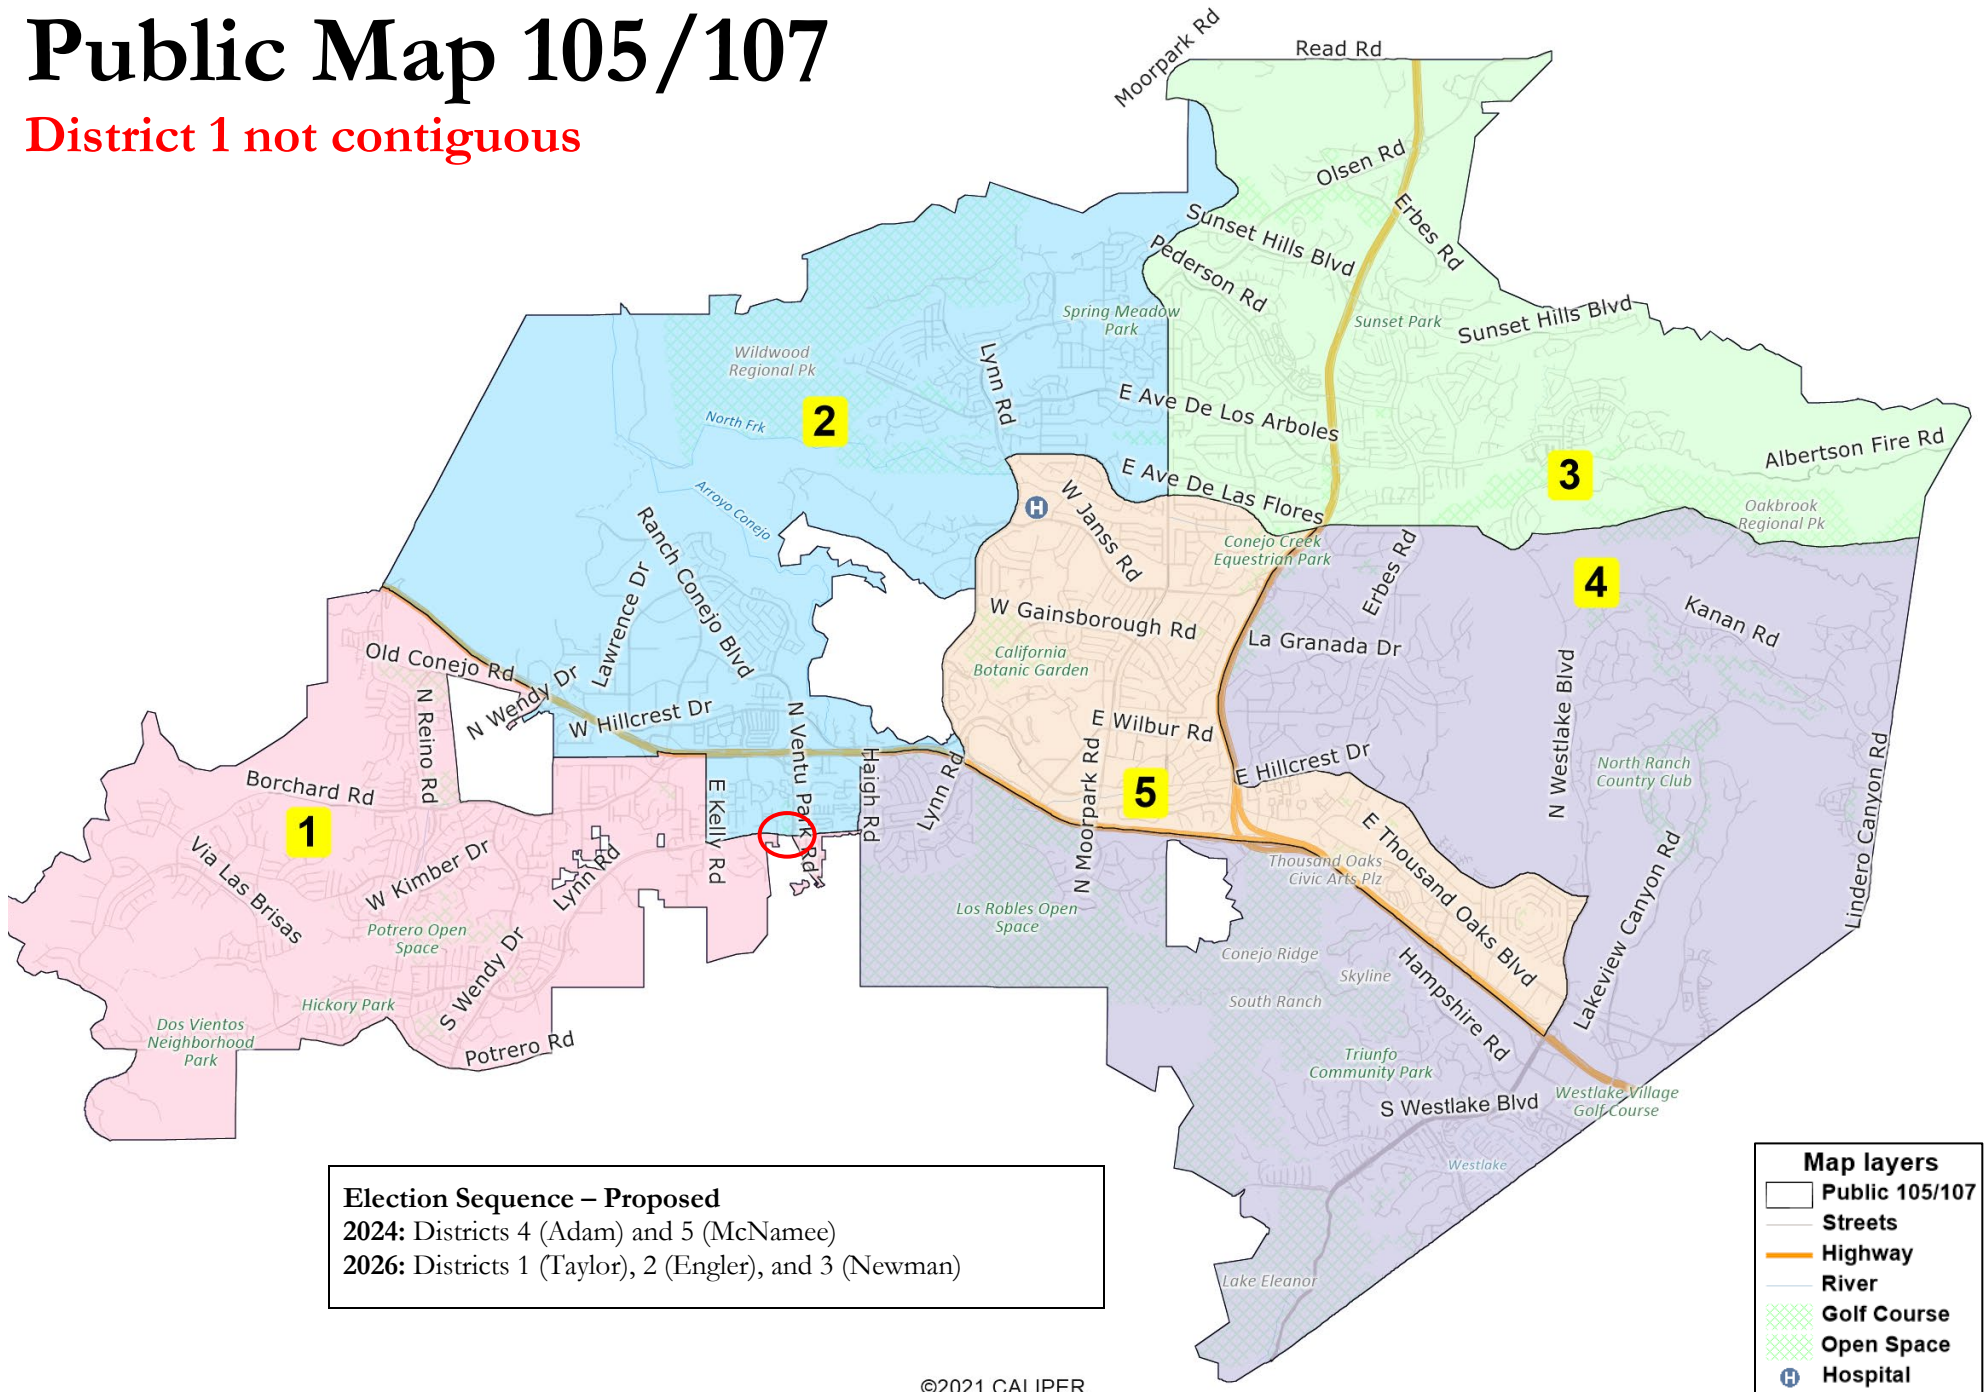 Public Map 105/107
District 1 not contiguous
Moorpark Rd
Read Rd
Olsen Rd
Erbes Rd
Sunset Hills Blvd
Pederson Rd
Spring Meadow
Park
Sunset Park
Sunset Hills Blvd
Wildwood
Regional Pk
Lynn Rd
North Frk
2
E Ave De Los Arboles
Albertson Fire Rd
3
E Ave De Las Flores
Arroyo Conejo
H
W Janss Rd
Oakbrook
Regional Pk
Ranch Conejo Blvd
Conejo Creek
Equestrian Park
Erbes Rd
4
Lawrence Dr
W Gainsborough Rd
La Granada Dr
Kanan Rd
Old Conejo Rd
California
Botanic Garden
N Wendy Dr
N Reino Rd
W Hillcrest Dr
N Ventu Park Rd
E Wilbur Rd
N Westlake Blvd
Borchard Rd
E Kelly Rd
Haigh Rd
Lynn Rd
N Moorpark Rd
5
E Hillcrest Dr
North Ranch
Country Club
Lindero Canyon Rd
1
Via Las Brisas
W Kimber Dr
Lynn Rd
Thousand Oaks
Civic Arts Plz
E Thousand Oaks Blvd
Lakeview Canyon Rd
Potrero Open
Space
Los Robles Open
Space
S Wendy Dr
Conejo Ridge
Skyline
Hampshire Rd
South Ranch
Hickory Park
Dos Vientos
Neighborhood
Park
Potrero Rd
Triunfo
Community Park
S Westlake Blvd
Westlake Village
Golf Course
Westlake
Lake Eleanor
Election Sequence – Proposed
2024: Districts 4 (Adam) and 5 (McNamee)
2026: Districts 1 (Taylor), 2 (Engler), and 3 (Newman)
Map layers
Public 105/107
Streets
Highway
River
Golf Course
Open Space
H Hospital
©2021 CALIPER